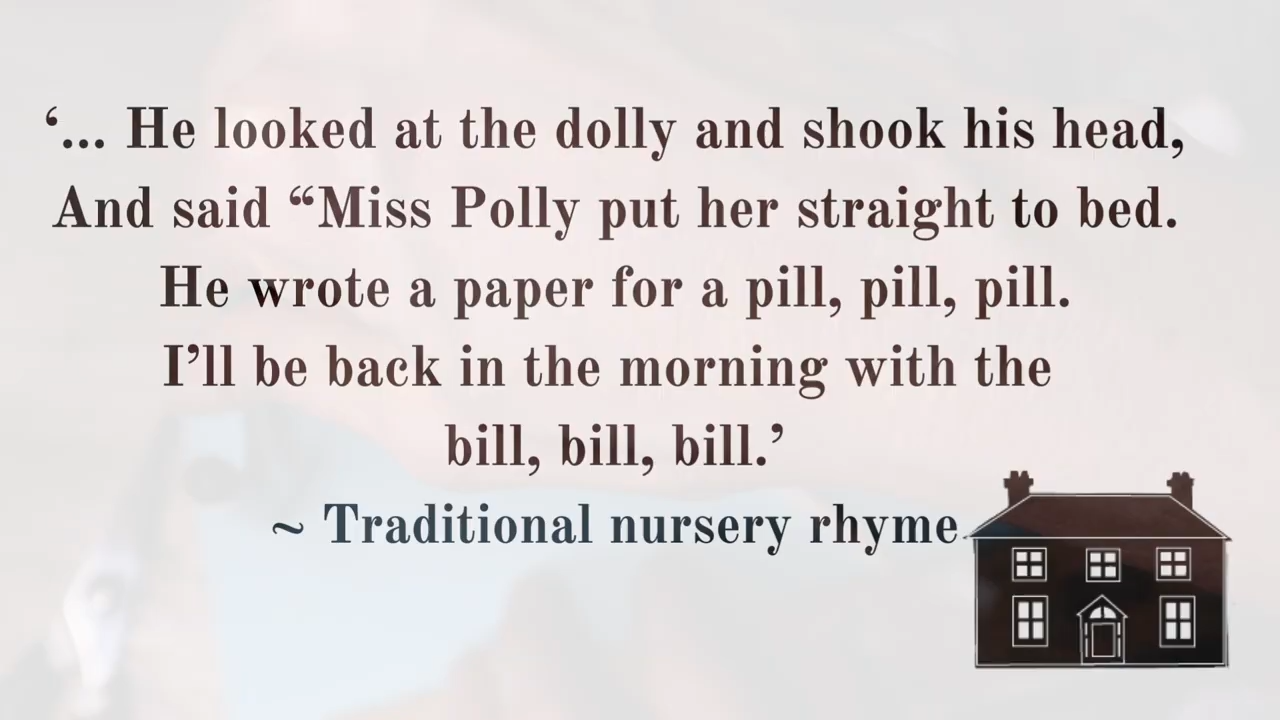 ‘... He looked at the dolly and shook his head,
And said “Miss Polly put her straight to bed.
He wrote a paper for a pill, pill, pill.
I’ll be back in the morning with the
bill, bill, bill.’
~ Traditional nursery rhyme